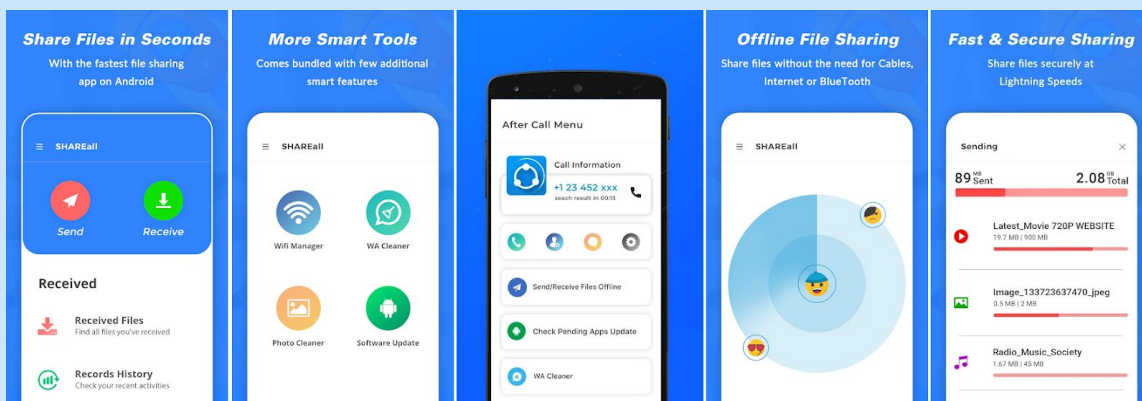 Share Files in Seconds
With the fastest file sharing
app on Android
SHAREall
Send
Receive
Received
Received Files
Find all files you've received
Records History
Check your recent activities
More Smart Tools
Comes bundled with few additional
smart features
SHAREall
Wifi Manager
WA Cleaner
Photo Cleaner
Software Update
After Call Menu
Call Information
+1 23 452 xxx
seach result in 00:13
Send/Receive Files Offline
Check Pending Apps Update
WA Cleaner
Offline File Sharing
Share files without the need for Cables,
Internet or BlueTooth
SHAREall
Fast & Secure Sharing
Share files securely at
Lightning Speeds
Sending
89 MB Sent
2.08 GB Total
Latest_Movie 720P WEBSITE
19.7 MB | 900 MB
Image_133723637470_jpeg
0.5 MB | 2 MB
Radio_Music_Society
1.67 MB | 45 MB